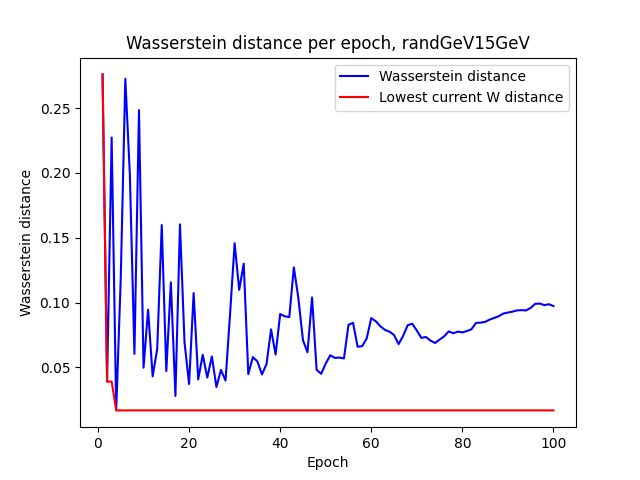 Wasserstein distance per epoch, randGeV15GeV
Wasserstein distance
Lowest current W distance
0.25
0.20
0.15
0.10
0.05
Wasserstein distance
0
20
40
60
80
100
Epoch